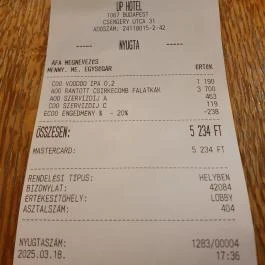 UP HOTEL
1067 BUDAPEST
CSENGERY UTCA 31
ADÓSZÁM: 24110015-2-42
NYUGTA
ÁFA MEGNEVEZÉS
MENNY. ME. EGYSÉGÁR ÉRTÉK
C00 VOODOO IPA 0,2 1 190
A00 RÁNTOTT CSIRKECOMB FALATKÁK 3 700
A00 SZERVIZDÍJ A 463
C00 SZERVIZDÍJ C 119
EC00 ENGEDMÉNY % - 20% -238
ÖSSZESEN: 5 234 FT
MASTERCARD: 5 234 FT
RENDELÉSI TÍPUS: HELYBEN
BIZONYLAT: 42084
ÉRTÉKESÍTŐHELY: LOBBY
ASZTALSZÁM: 404
NYUGTASZÁM: 1283/00004
2025.03.18. 17:36